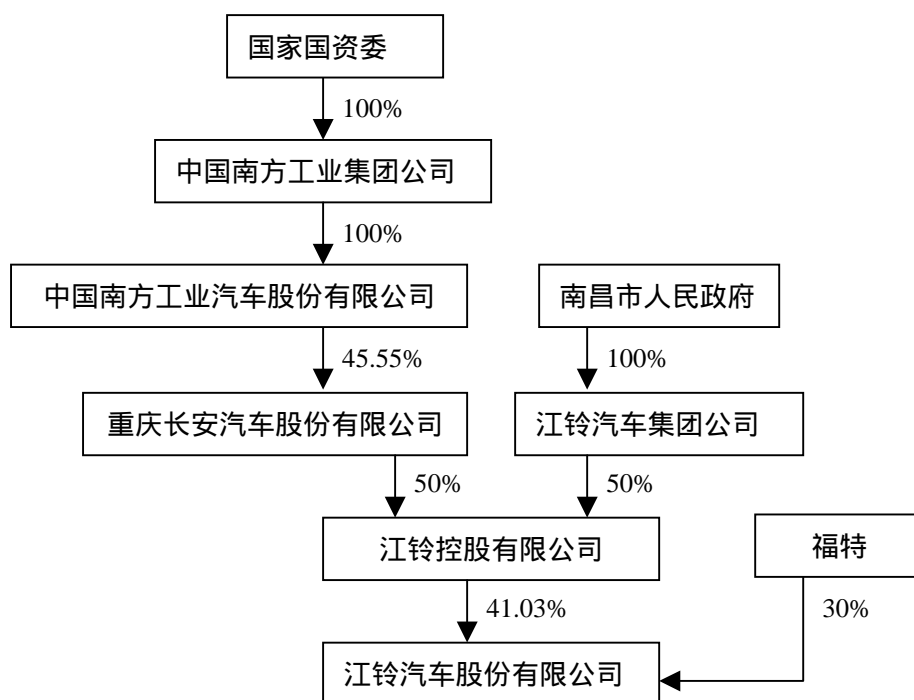 国家国资委
100%
中国南方工业集团公司
100%
中国南方工业汽车股份有限公司
南昌市人民政府
45.55%
100%
重庆长安汽车股份有限公司
江铃汽车集团公司
50%
50%
江铃控股有限公司
福特
41.03%
30%
江铃汽车股份有限公司